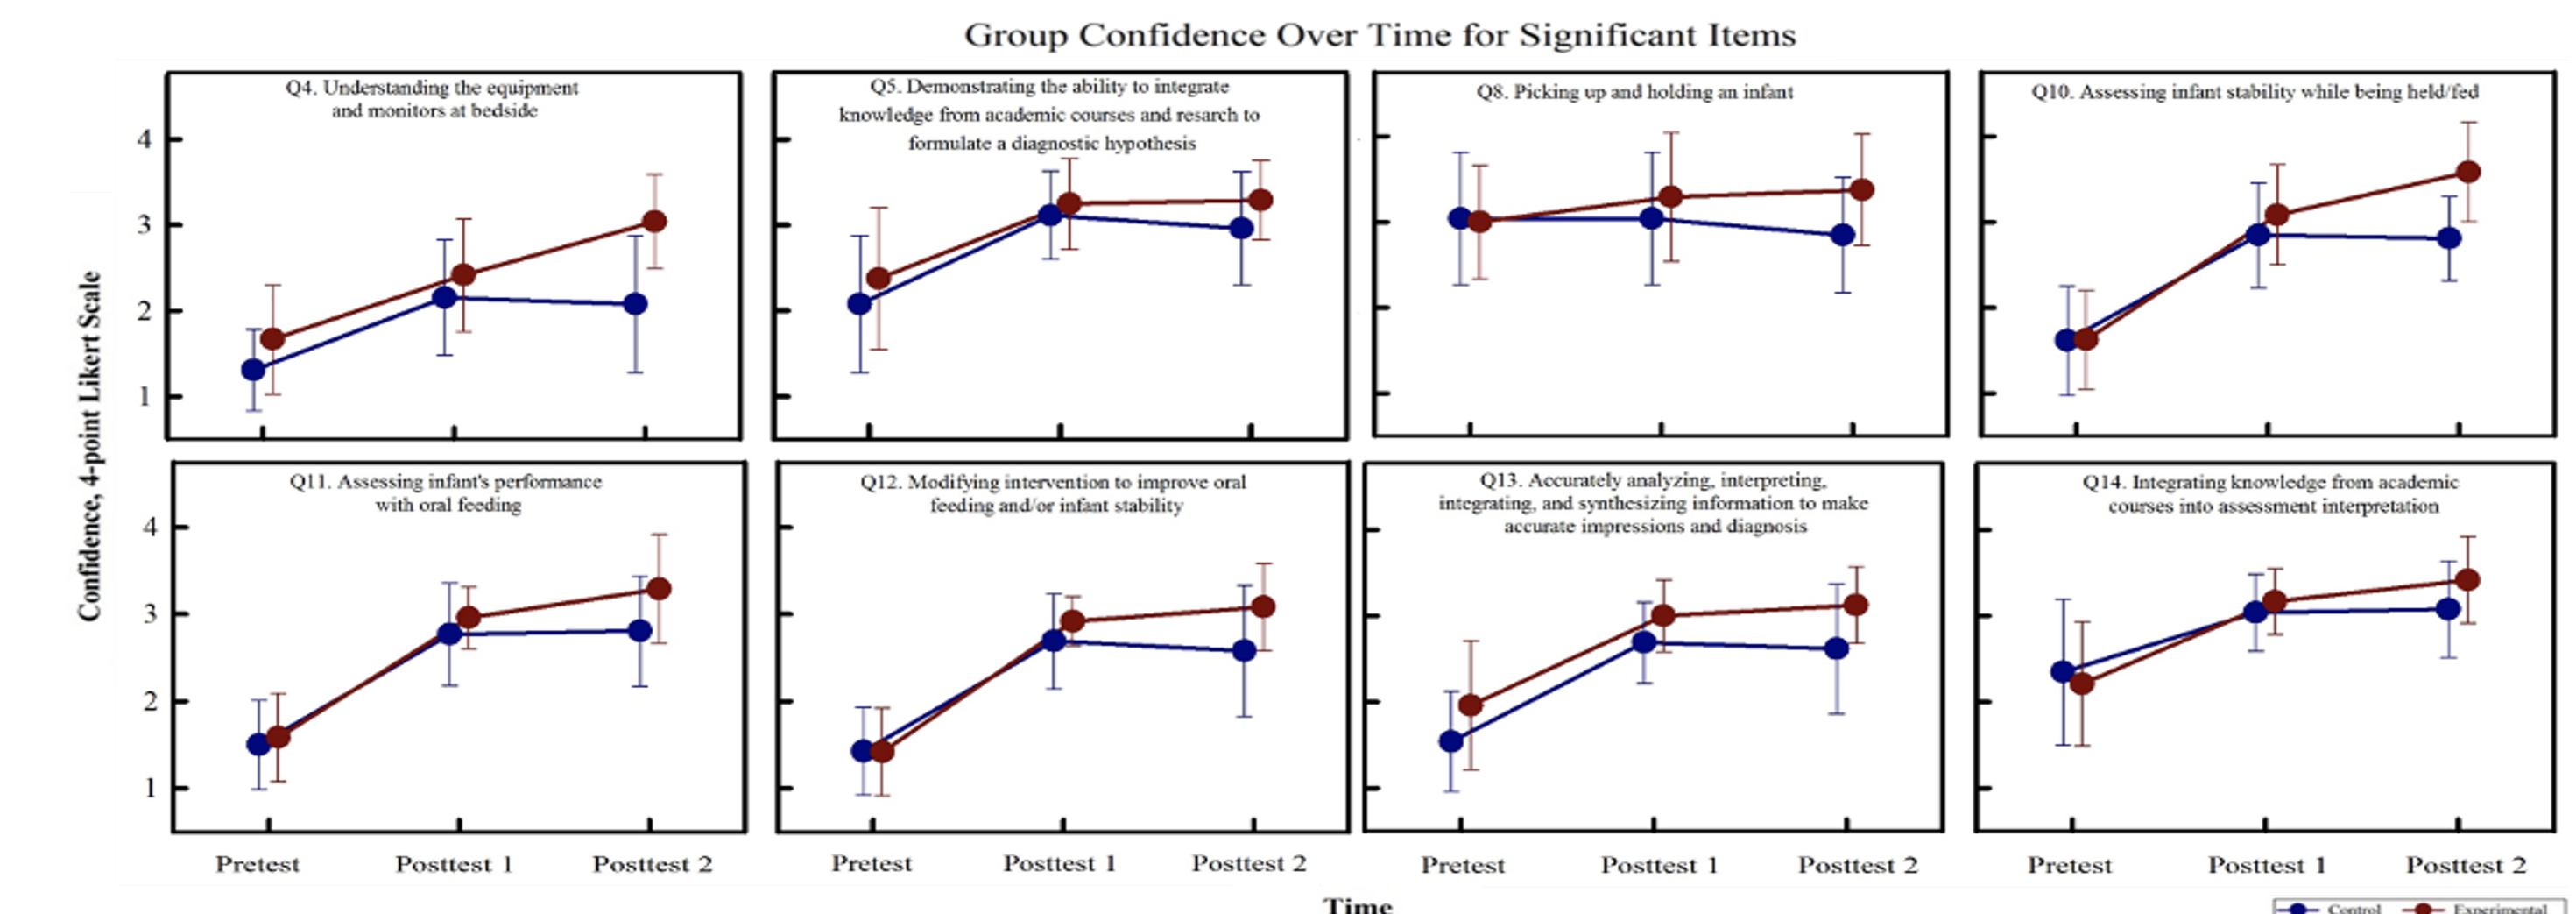 Group Confidence Over Time for Significant Items
Q4. Understanding the equipment
and monitors at bedside
Q5. Demonstrating the ability to integrate
knowledge from academic courses and resarch to
formulate a diagnostic hypothesis
Q8. Picking up and holding an infant
Q10. Assessing infant stability while being held/fed
4
3
2
1
Confidence, 4-point Likert Scale
Q11. Assessing infant's performance
with oral feeding
Q12. Modifying intervention to improve oral
feeding and/or infant stability
Q13. Accurately analyzing, interpreting,
integrating, and synthesizing information to make
accurate impressions and diagnosis
Q14. Integrating knowledge from academic
courses into assessment interpretation
4
3
2
1
Pretest Posttest 1 Posttest 2 Pretest Posttest 1 Posttest 2 Pretest Posttest 1 Posttest 2 Pretest Posttest 1 Posttest 2
Time
Control Experimental